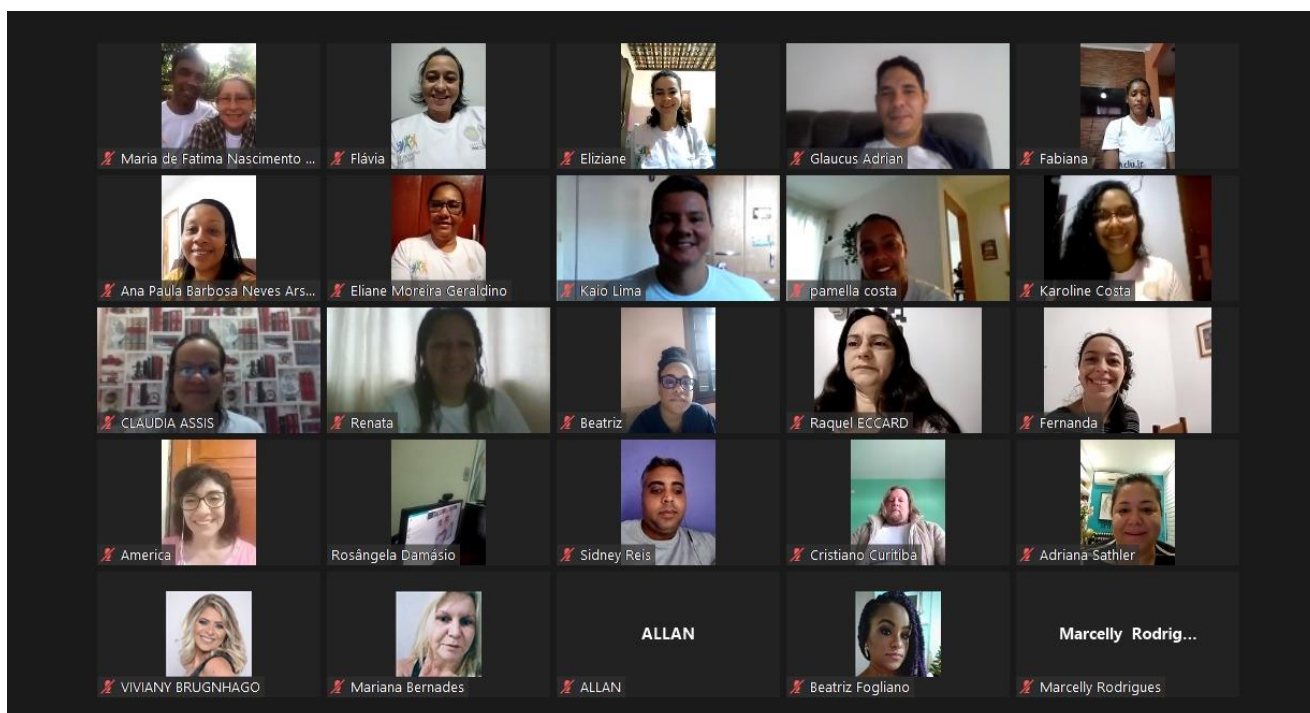 Maria de Fatima Nascimento ...
Flávia
Eliziane
Glaucus Adrian
Fabiana
Ana Paula Barbosa Neves Ars...
Eliane Moreira Geraldino
Kaio Lima
pamella costa
Karoline Costa
CLAUDIA ASSIS
Renata
Beatriz
Raquel ECCARD
Fernanda
America
Rosângela Damásio
Sidney Reis
Cristiano Curitiba
Adriana Sathler
VIVIANY BRUGNHAGO
Mariana Bernades
ALLAN
ALLAN
Beatriz Fogliano
Marcelly Rodrig...
Marcelly Rodrigues